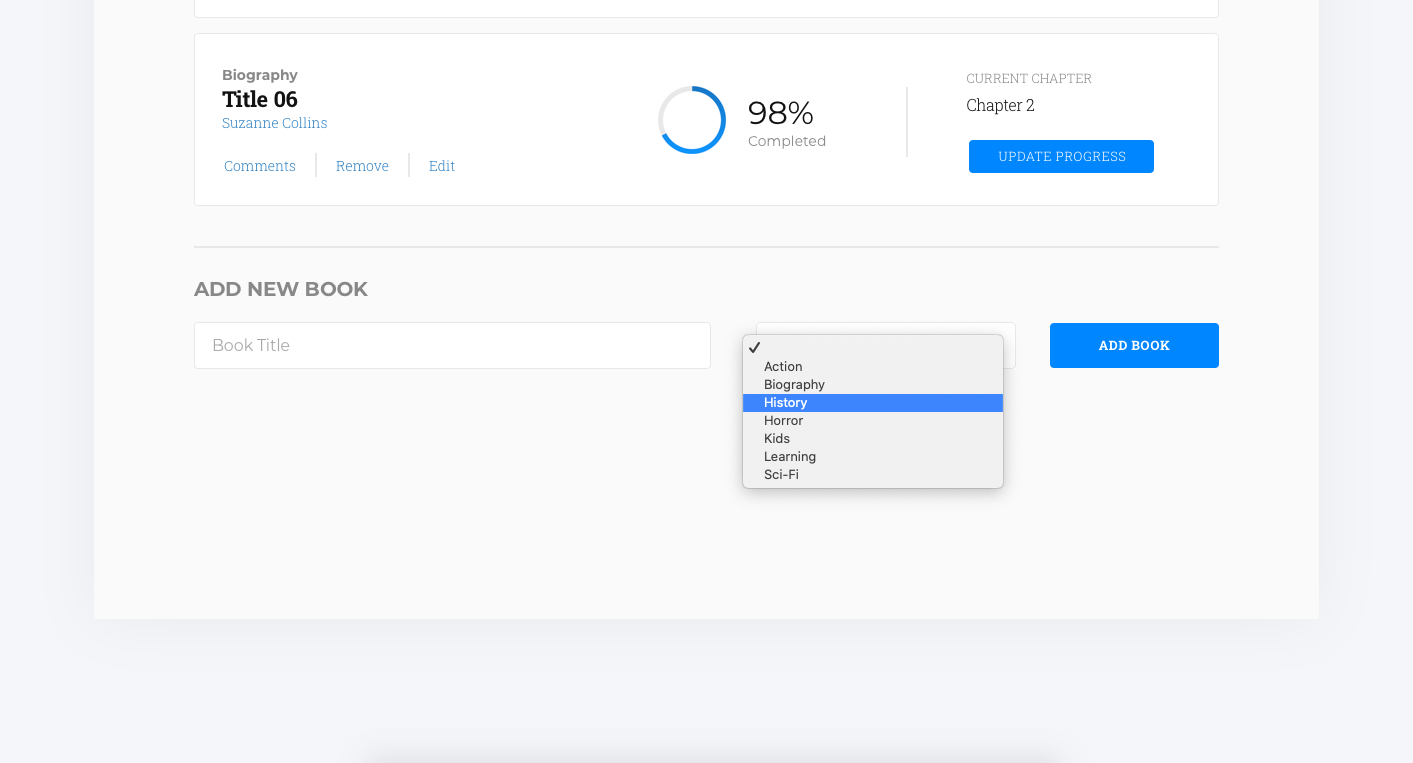 Biography
Title 06
Suzanne Collins
Comments
Remove
Edit
98%
Completed
CURRENT CHAPTER
Chapter 2
UPDATE PROGRESS
ADD NEW BOOK
Book Title
✓
Action
Biography
History
Horror
Kids
Learning
Sci-Fi
ADD BOOK